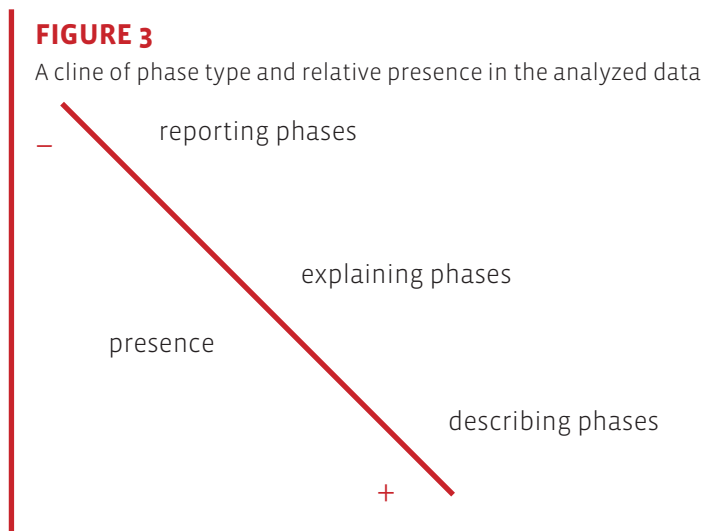 FIGURE 3
A cline of phase type and relative presence in the analyzed data
– reporting phases
explaining phases
presence
describing phases
+